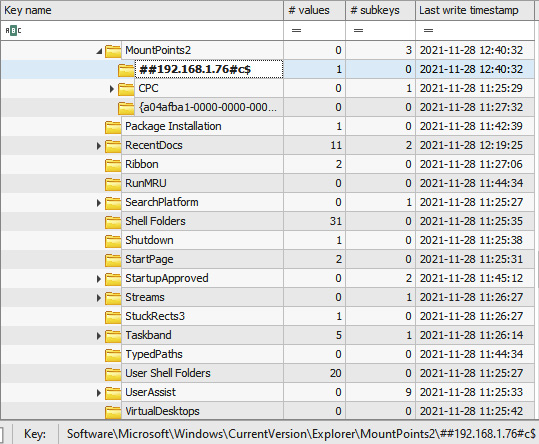 Key name # values # subkeys Last write timestamp
ABC = = =
MountPoints2 0 3 2021-11-28 12:40:32
##192.168.1.76#c$ 1 0 2021-11-28 12:40:32
CPC 0 1 2021-11-28 11:25:29
{a04afba1-0000-0000-000... 0 0 2021-11-28 11:27:32
Package Installation 1 0 2021-11-28 11:42:39
RecentDocs 11 2 2021-11-28 12:19:25
Ribbon 2 0 2021-11-28 11:27:06
RunMRU 0 0 2021-11-28 11:44:34
SearchPlatform 0 1 2021-11-28 11:25:27
Shell Folders 31 0 2021-11-28 11:25:35
Shutdown 1 0 2021-11-28 11:25:38
StartPage 2 0 2021-11-28 11:25:31
StartupApproved 0 2 2021-11-28 11:45:12
Streams 0 1 2021-11-28 11:26:27
StuckRects3 1 0 2021-11-28 11:26:27
Taskband 5 1 2021-11-28 11:26:14
TypedPaths 0 0 2021-11-28 11:44:34
User Shell Folders 20 0 2021-11-28 11:25:27
UserAssist 0 9 2021-11-28 11:25:33
VirtualDesktops 0 0 2021-11-28 11:25:42
Key: Software\Microsoft\Windows\CurrentVersion\Explorer\MountPoints2\##192.168.1.76#c$